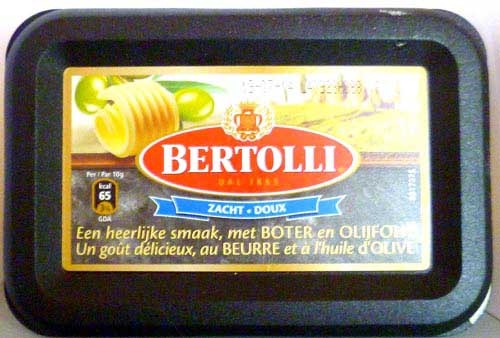 BERTOLLI
DAL 1865
ZACHT • DOUX
Per / Par 10g
kcal
65
GDA
Een heerlijke smaak, met BOTER en OLIJFOLIE
Un goût délicieux, au BEURRE et à l'huile d'OLIVE